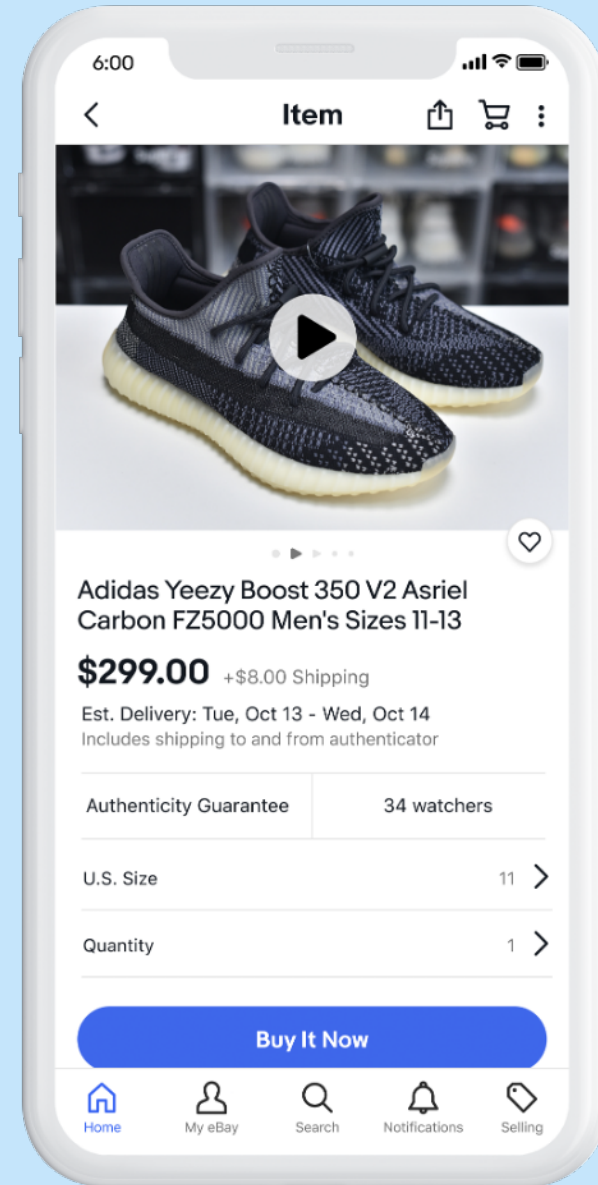 6:00
Item
Adidas Yeezy Boost 350 V2 Asriel
Carbon FZ5000 Men's Sizes 11-13
$299.00 +$8.00 Shipping
Est. Delivery: Tue, Oct 13 - Wed, Oct 14
Includes shipping to and from authenticator
Authenticity Guarantee 34 watchers
U.S. Size 11
Quantity 1
Buy It Now
Home My eBay Search Notifications Selling